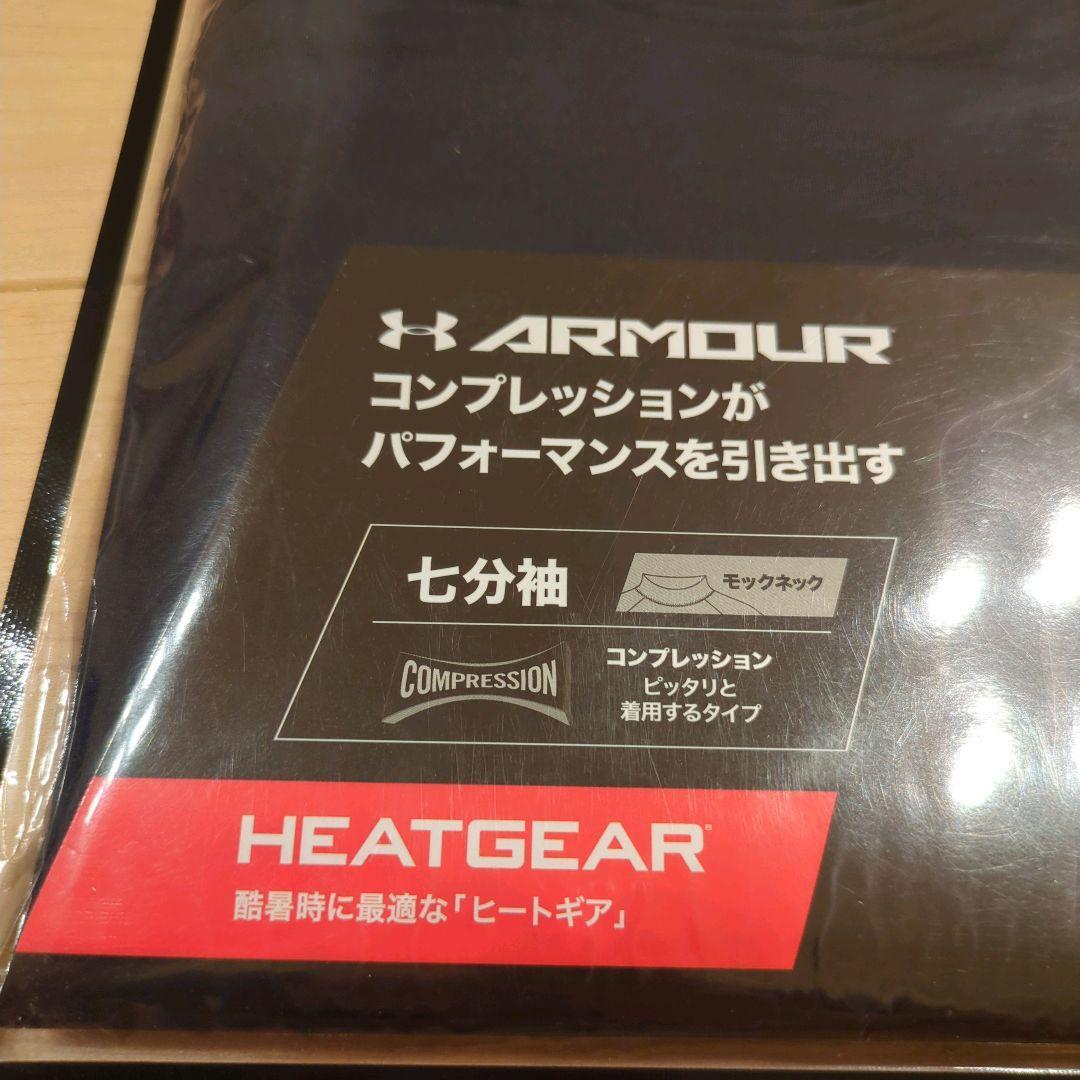 ARMOUR
コンプレッションが
パフォーマンスを引き出す
七分袖
モックネック
COMPRESSION
コンプレッション
ピッタリと
着用するタイプ
HEATGEAR®
酷暑時に最適な「ヒートギア」